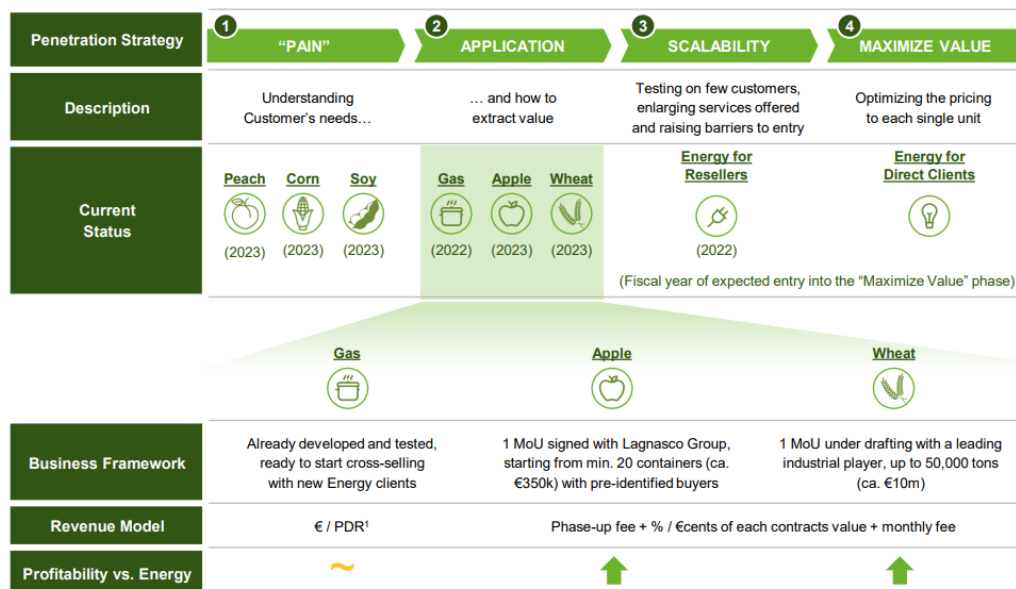 Penetration Strategy
1 "PAIN"
2 APPLICATION
3 SCALABILITY
4 MAXIMIZE VALUE
Description
Understanding
Customer's needs…
… and how to
extract value
Testing on few customers,
enlarging services offered
and raising barriers to entry
Optimizing the pricing
to each single unit
Current
Status
Peach
(2023)
Corn
(2023)
Soy
(2023)
Gas
(2022)
Apple
(2023)
Wheat
(2023)
Energy for
Resellers
(2022)
Energy for
Direct Clients
(Fiscal year of expected entry into the "Maximize Value" phase)
Gas
Apple
Wheat
Business Framework
Already developed and tested,
ready to start cross-selling
with new Energy clients
1 MoU signed with Lagnasco Group,
starting from min. 20 containers (ca.
€350k) with pre-identified buyers
1 MoU under drafting with a leading
industrial player, up to 50,000 tons
(ca. €10m)
Revenue Model
€ / PDR¹
Phase-up fee + % / €cents of each contracts value + monthly fee
Profitability vs. Energy
~